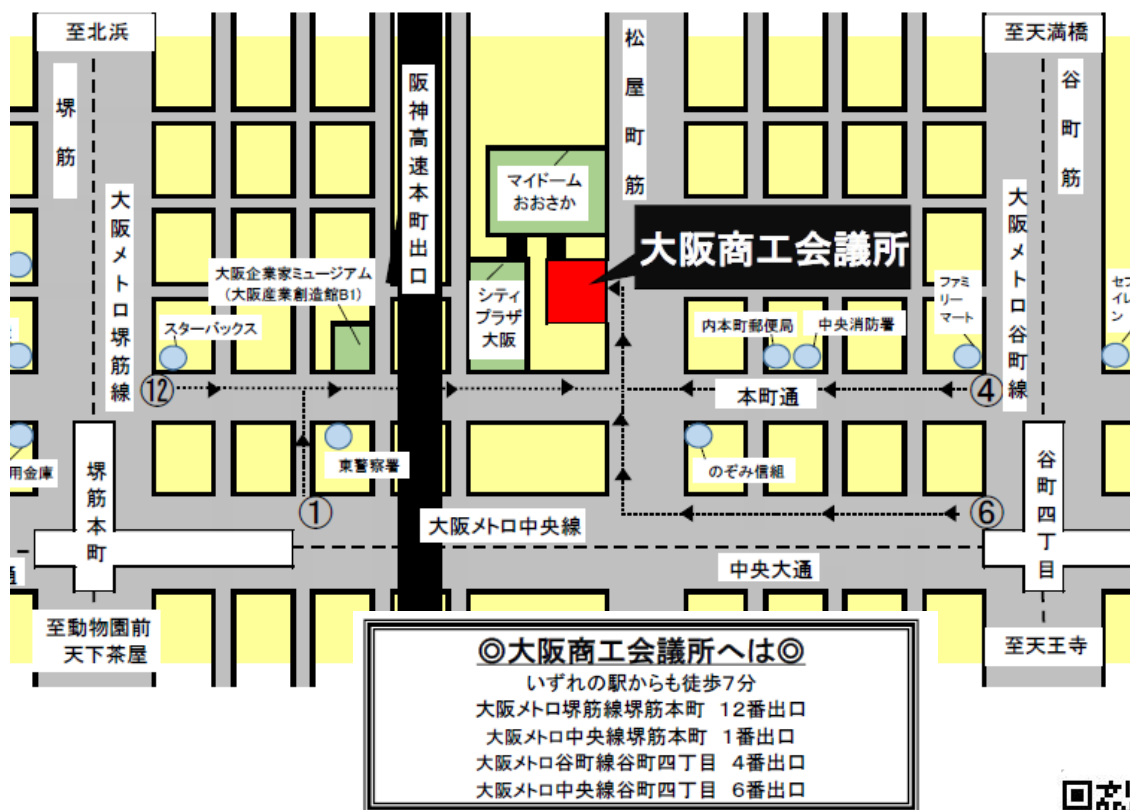 至北浜
堺筋
大阪メトロ堺筋線
阪神高速本町出口
松屋町筋
至天満橋
谷町筋
大阪メトロ谷町線
マイドーム
おおさか
大阪商工会議所
大阪企業家ミュージアム
(大阪産業創造館B1)
シティ
プラザ
大阪
スターバックス
内本町郵便局
中央消防署
ファミ
リー
マート
セブ
イレ
ン
⑫
本町通
④
用金庫
東警察署
のぞみ信組
堺筋本町
①
⑥
谷町四丁目
大阪メトロ中央線
中央大通
通
至動物園前
天下茶屋
至天王寺
◎大阪商工会議所へは◎
いずれの駅からも徒歩7分
大阪メトロ堺筋線堺筋本町 12番出口
大阪メトロ中央線堺筋本町 1番出口
大阪メトロ谷町線谷町四丁目 4番出口
大阪メトロ中央線谷町四丁目 6番出口